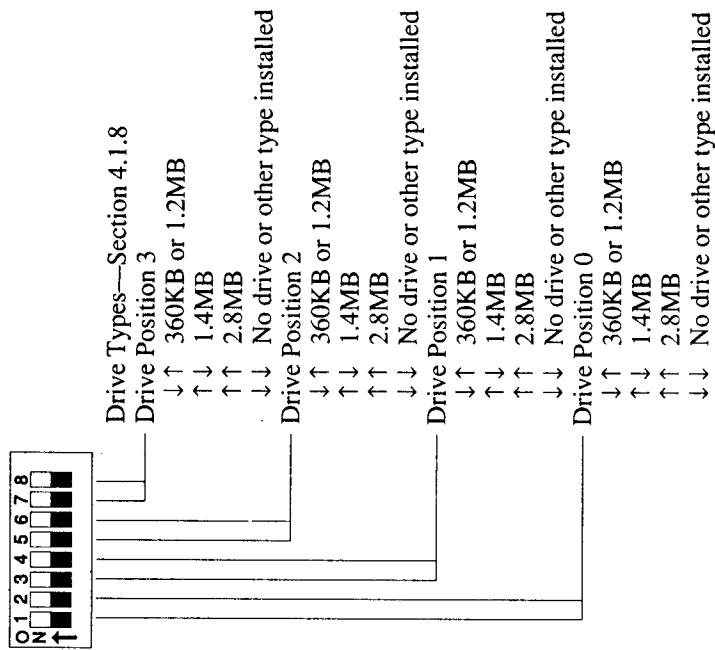 O 1 2 3 4 5 6 7 8
N
↑
Drive Types—Section 4.1.8
Drive Position 3
↓↑ 360KB or 1.2MB
↑↓ 1.4MB
↑↑ 2.8MB
↓↓ No drive or other type installed
Drive Position 2
↓↑ 360KB or 1.2MB
↑↓ 1.4MB
↑↑ 2.8MB
↓↓ No drive or other type installed
Drive Position 1
↓↑ 360KB or 1.2MB
↑↓ 1.4MB
↑↑ 2.8MB
↓↓ No drive or other type installed
Drive Position 0
↓↑ 360KB or 1.2MB
↑↓ 1.4MB
↑↑ 2.8MB
↓↓ No drive or other type installed